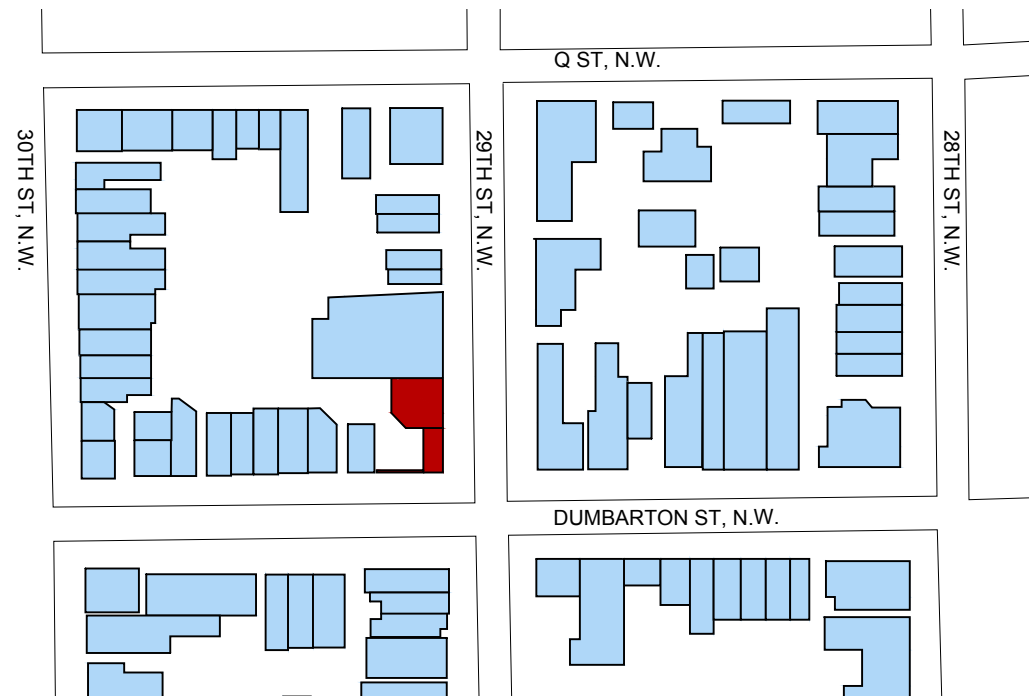 Q ST, N.W.
30TH ST, N.W.
29TH ST, N.W.
28TH ST, N.W.
DUMBARTON ST, N.W.